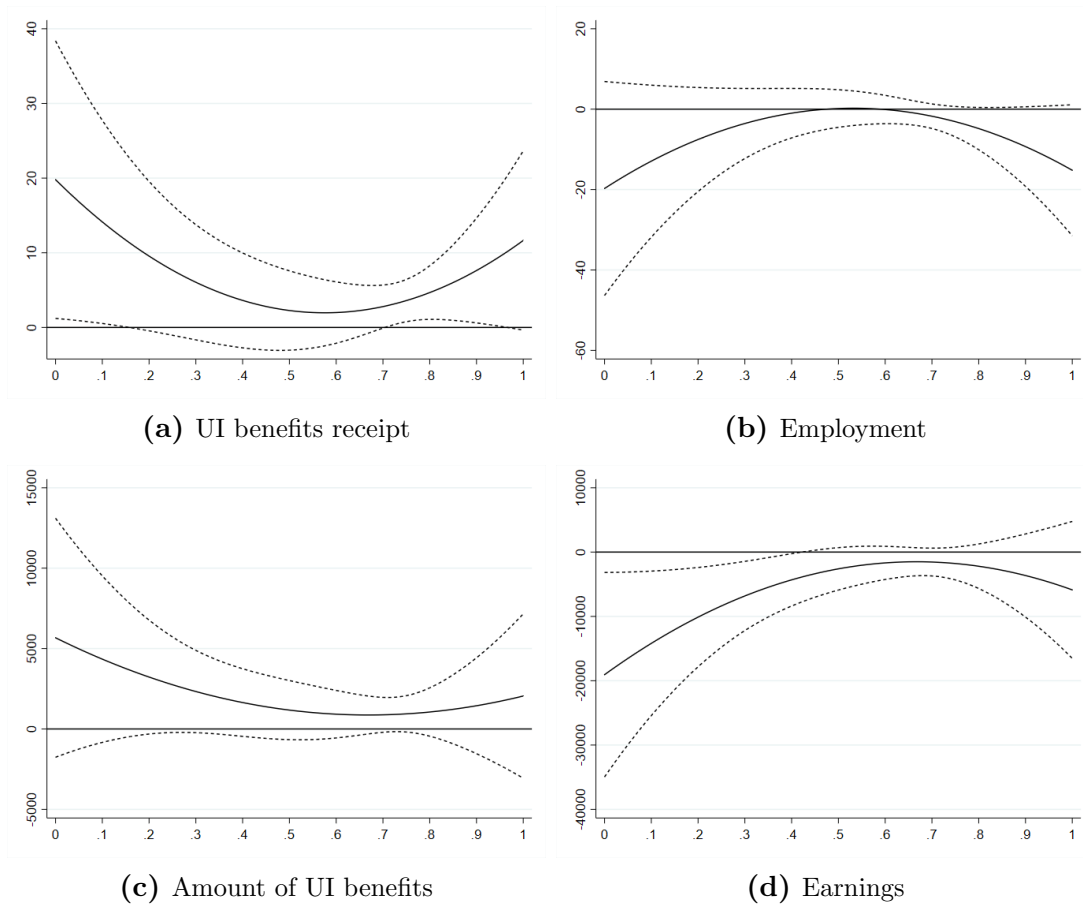 40
30
20
10
0
0 .1 .2 .3 .4 .5 .6 .7 .8 .9 1
(a) UI benefits receipt
20
0
-20
-40
-60
0 .1 .2 .3 .4 .5 .6 .7 .8 .9 1
(b) Employment
15000
10000
5000
0
-5000
0 .1 .2 .3 .4 .5 .6 .7 .8 .9 1
(c) Amount of UI benefits
10000
0
-10000
-20000
-30000
-40000
0 .1 .2 .3 .4 .5 .6 .7 .8 .9 1
(d) Earnings